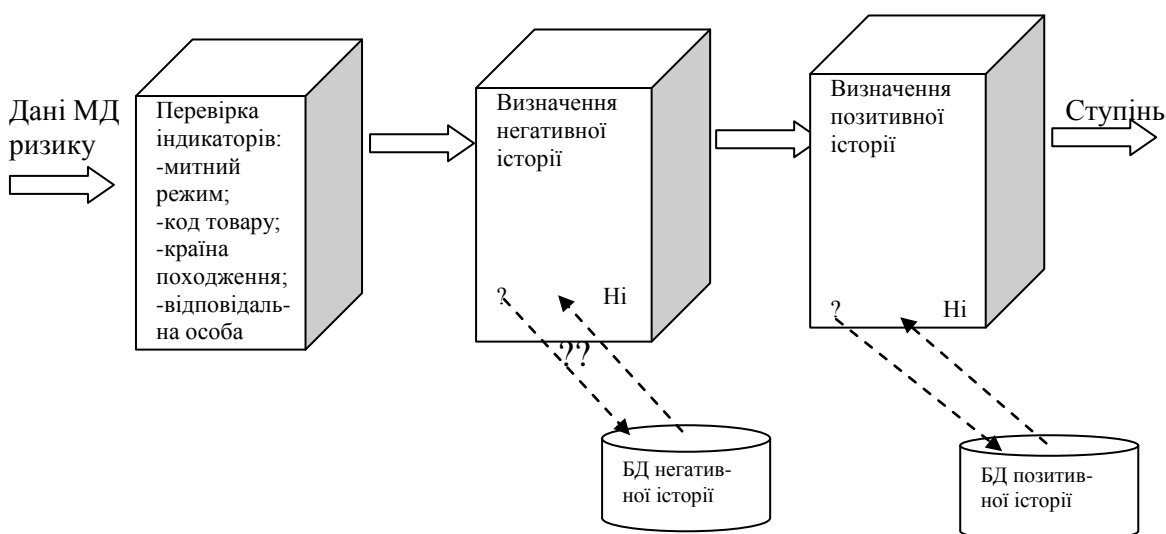 Дані МД
ризику
Перевірка
індикаторів:
-митний
режим;
-код товару;
-країна
походження;
-відповідаль-
на особа
Визначення
негативної
історії
?
Ні
??
БД негатив-
ної історії
Визначення
позитивної
історії
?
Ні
БД позитив-
ної історії
Ступінь